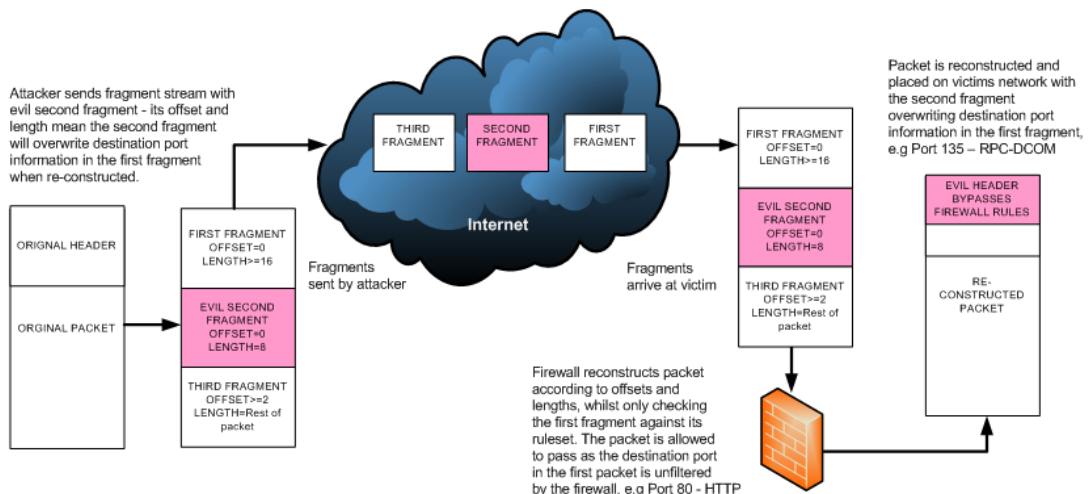 Attacker sends fragment stream with
evil second fragment - its offset and
length mean the second fragment
will overwrite destination port
information in the first fragment
when re-constructed.
ORIGNAL HEADER
ORGINAL PACKET
FIRST FRAGMENT
OFFSET=0
LENGTH>=16
EVIL SECOND
FRAGMENT
OFFSET=0
LENGTH=8
THIRD FRAGMENT
OFFSET>=2
LENGTH=Rest of
packet
THIRD
FRAGMENT
SECOND
FRAGMENT
FIRST
FRAGMENT
Internet
Fragments
sent by attacker
Fragments
arrive at victim
FIRST FRAGMENT
OFFSET=0
LENGTH>=16
EVIL SECOND
FRAGMENT
OFFSET=0
LENGTH=8
THIRD FRAGMENT
OFFSET>=2
LENGTH=Rest of
packet
Firewall reconstructs packet
according to offsets and
lengths, whilst only checking
the first fragment against its
ruleset. The packet is allowed
to pass as the destination port
in the first packet is unfiltered
by the firewall, e.g Port 80 - HTTP
Packet is reconstructed and
placed on victims network with
the second fragment
overwriting destination port
information in the first fragment,
e.g Port 135 – RPC-DCOM
EVIL HEADER
BYPASSES
FIREWALL RULES
RE-
CONSTRUCTED
PACKET